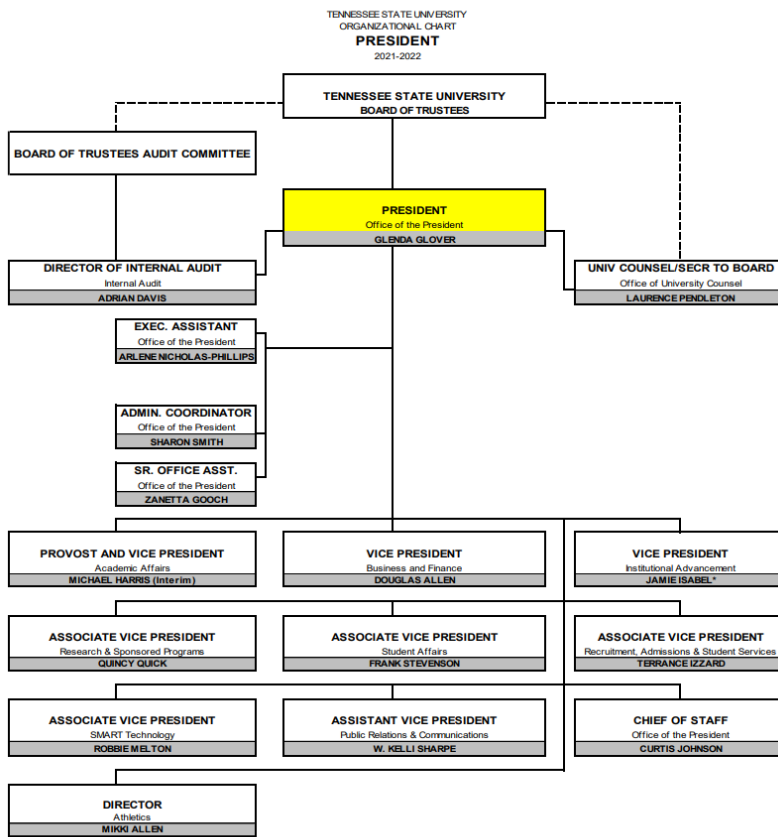 TENNESSEE STATE UNIVERSITY
ORGANIZATIONAL CHART
PRESIDENT
2021-2022
TENNESSEE STATE UNIVERSITY
BOARD OF TRUSTEES
BOARD OF TRUSTEES AUDIT COMMITTEE
PRESIDENT
Office of the President
GLENDA GLOVER
DIRECTOR OF INTERNAL AUDIT
Internal Audit
ADRIAN DAVIS
UNIV COUNSEL/SECR TO BOARD
Office of University Counsel
LAURENCE PENDLETON
EXEC. ASSISTANT
Office of the President
ARLENE NICHOLAS-PHILLIPS
ADMIN. COORDINATOR
Office of the President
SHARON SMITH
SR. OFFICE ASST.
Office of the President
ZANETTA GOOCH
PROVOST AND VICE PRESIDENT
Academic Affairs
MICHAEL HARRIS (Interim)
VICE PRESIDENT
Business and Finance
DOUGLAS ALLEN
VICE PRESIDENT
Institutional Advancement
JAMIE ISABEL*
ASSOCIATE VICE PRESIDENT
Research & Sponsored Programs
QUINCY QUICK
ASSOCIATE VICE PRESIDENT
Student Affairs
FRANK STEVENSON
ASSOCIATE VICE PRESIDENT
Recruitment, Admissions & Student Services
TERRANCE IZZARD
ASSOCIATE VICE PRESIDENT
SMART Technology
ROBBIE MELTON
ASSISTANT VICE PRESIDENT
Public Relations & Communications
W. KELLI SHARPE
CHIEF OF STAFF
Office of the President
CURTIS JOHNSON
DIRECTOR
Athletics
MIKKI ALLEN